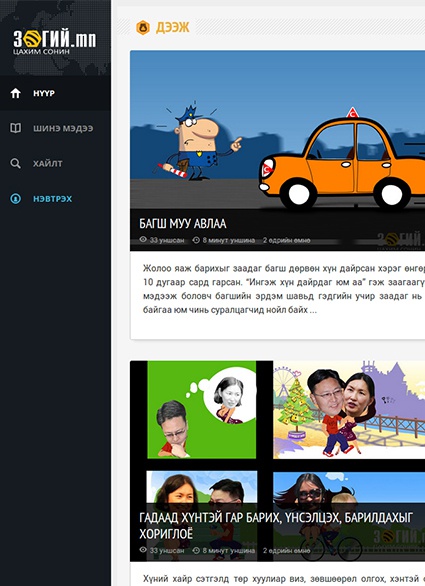 ЗОГИЙ.mn
ЦАХИМ СОНИН
НҮҮР
ШИНЭ МЭДЭЭ
ХАЙЛТ
НЭВТРЭХ
ДЭЭЖ
БАГШ МУУ АВЛАА
33 уншсан 8 минут уншина 2 өдрийн өмнө
Жолоо яаж барихыг заадаг багш дөрвөн хүн дайрсан хэрэг өнгөр
10 дугаар сард гарсан. “Ингэж хүн дайрдаг юм аа” гэж заагаагү
мэдээж боловч багшийн эрдэм шавьд гэдгийн учир заадаг нь
байгаа юм чинь суралцагчид нойл байх ...
ГАДААД ХҮНТЭЙ ГАР БАРИХ, ҮНСЭЛЦЭХ, БАРИЛДАХЫГ
ХОРИГЛОЁ
33 уншсан 8 минут уншина 2 өдрийн өмнө
Хүний хайр сэтгэлд төр хуулиар виз, зөвшөөрөл олгох, хэнтэй